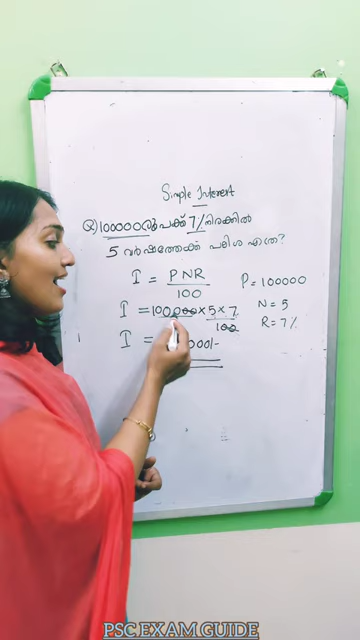 Simple Interest
Q) 100000 രൂപക്ക് 7% നിരക്കിൽ
5 വർഷത്തേക്ക് പലിശ എത്ര?
I = PNR
100
P = 100000
I = 100000 × 5 × 7
100
N = 5
R = 7%
I = 000/-
PSC EXAM GUIDE